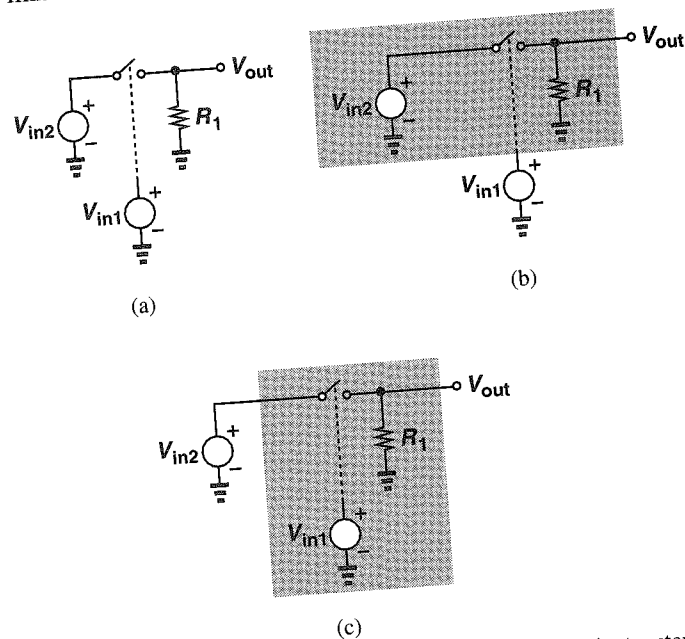 V_out
V_in2
+
−
R_1
V_in1
+
−
(a)
V_out
V_in2
+
−
R_1
V_in1
+
−
(b)
V_out
V_in2
+
−
R_1
V_in1
+
−
(c)